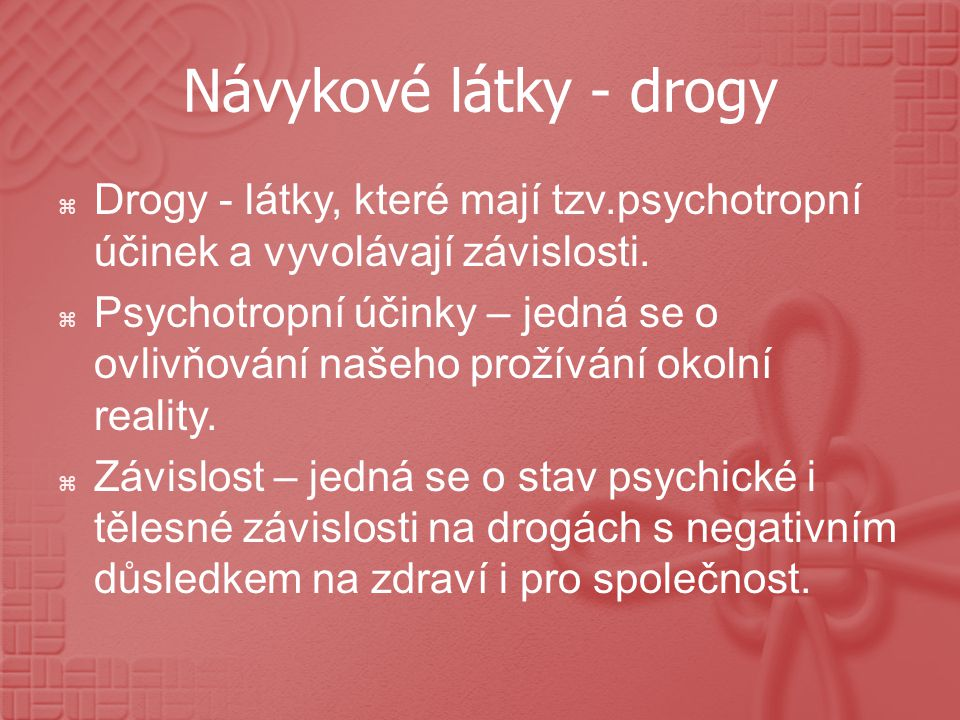 Návykové látky - drogy
⌘ Drogy - látky, které mají tzv.psychotropní
účinek a vyvolávají závislosti.
⌘ Psychotropní účinky – jedná se o
ovlivňování našeho prožívání okolní
reality.
⌘ Závislost – jedná se o stav psychické i
tělesné závislosti na drogách s negativním
důsledkem na zdraví i pro společnost.